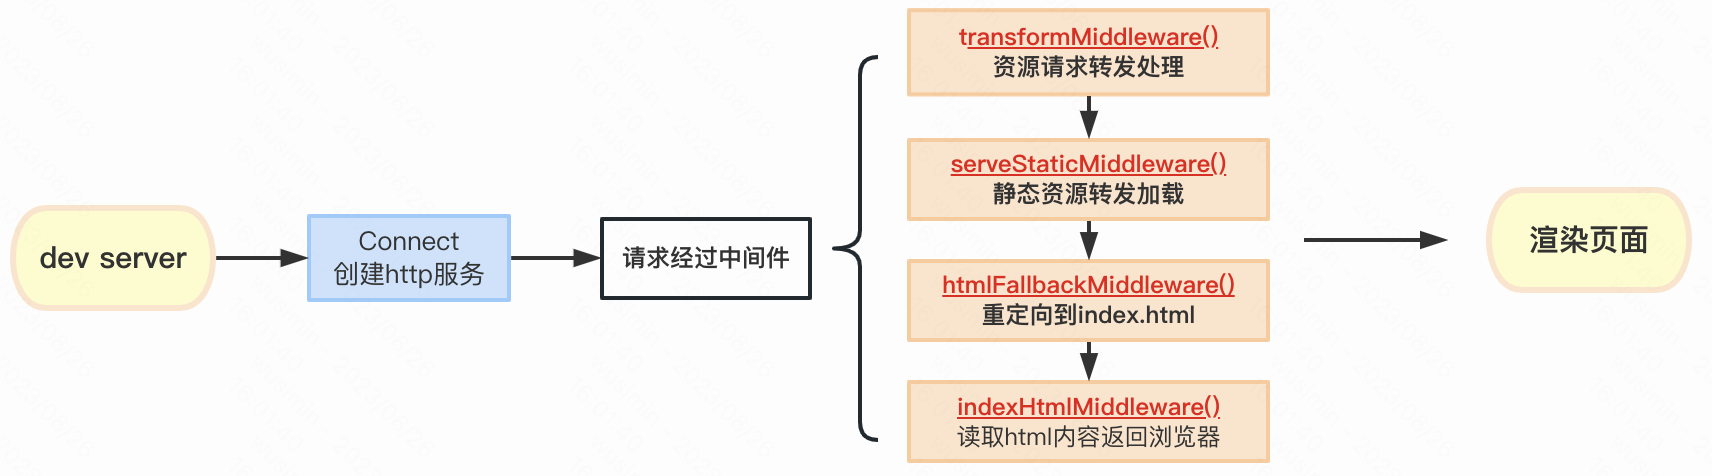 dev server
Connect
创建http服务
请求经过中间件
transformMiddleware()
资源请求转发处理
serveStaticMiddleware()
静态资源转发加载
htmlFallbackMiddleware()
重定向到index.html
indexHtmlMiddleware()
读取html内容返回浏览器
渲染页面